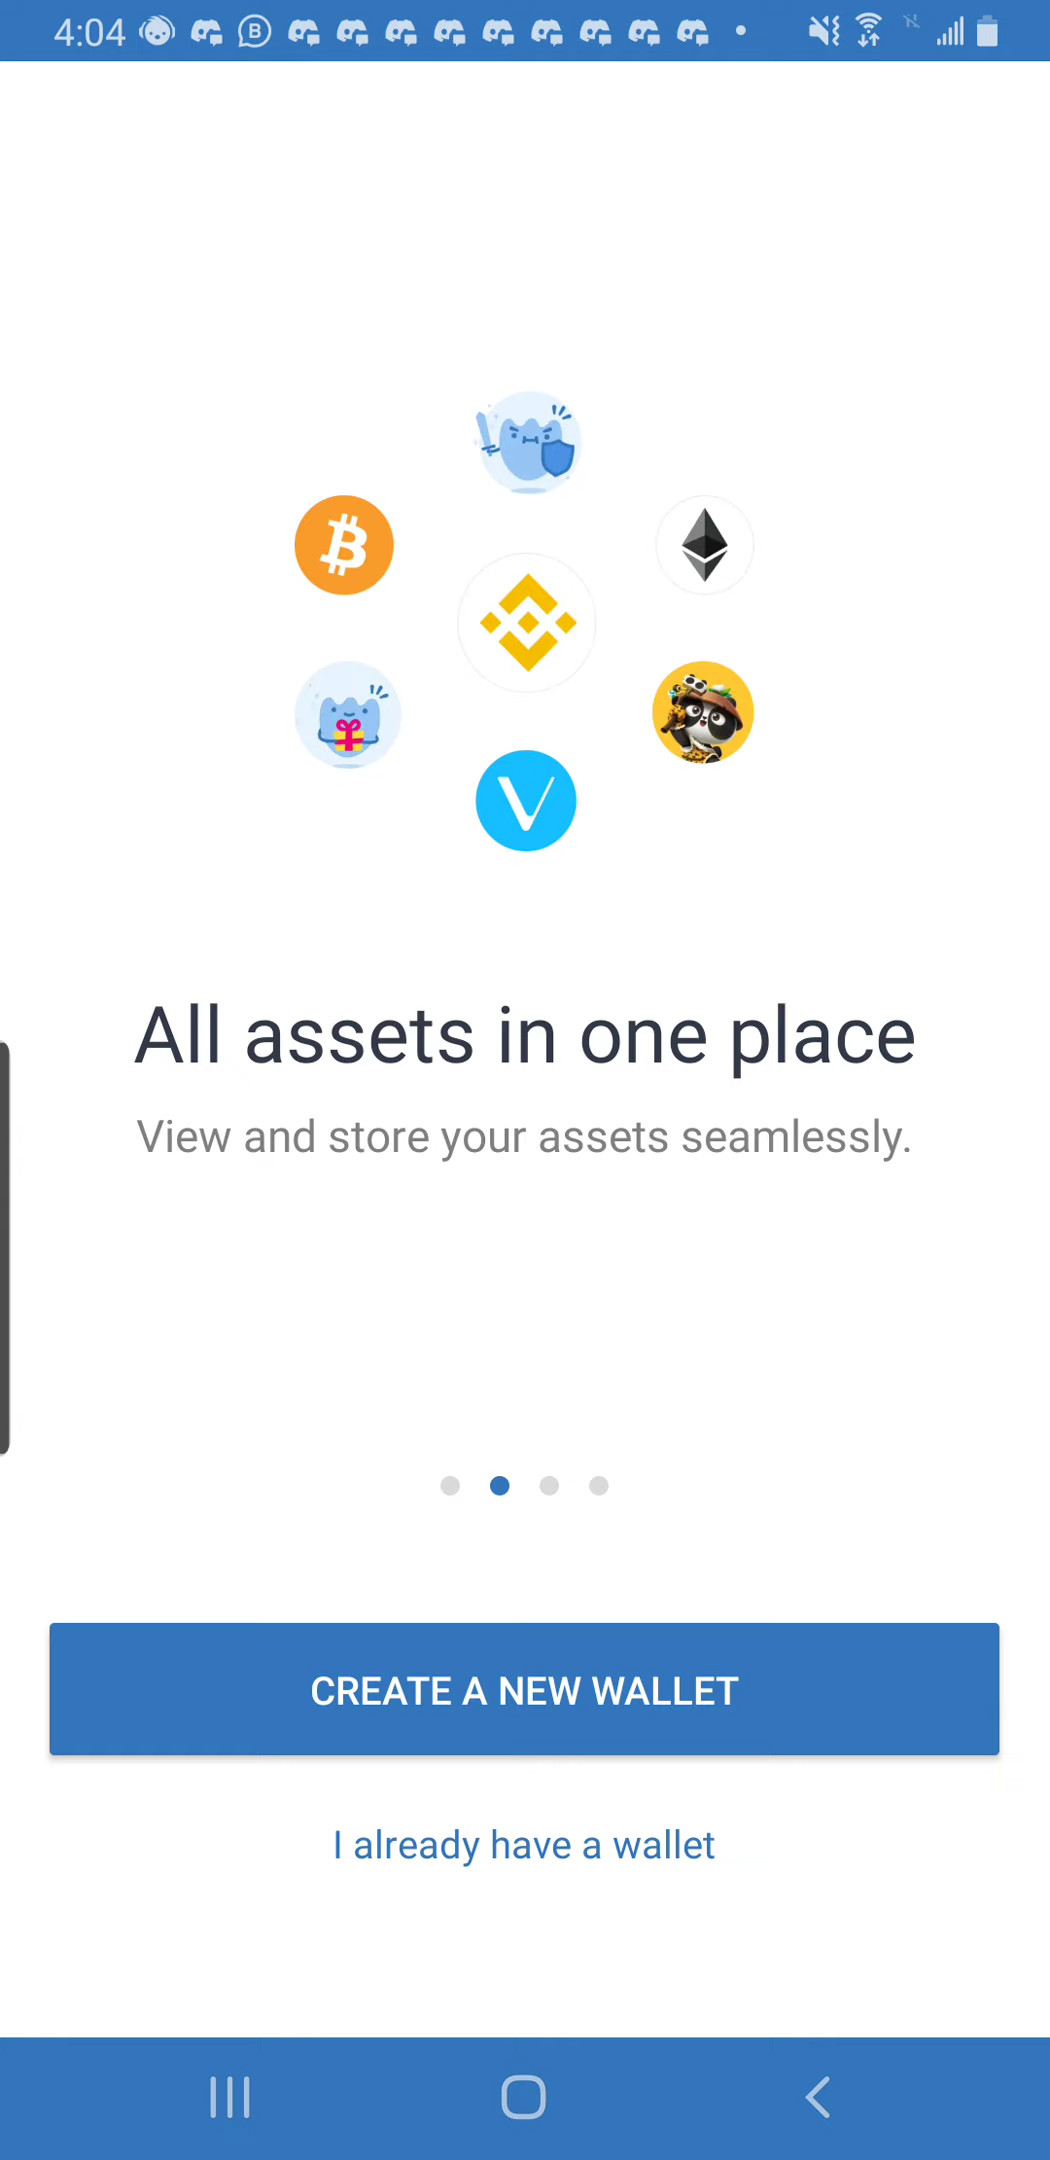 4:04
All assets in one place
View and store your assets seamlessly.
CREATE A NEW WALLET
I already have a wallet